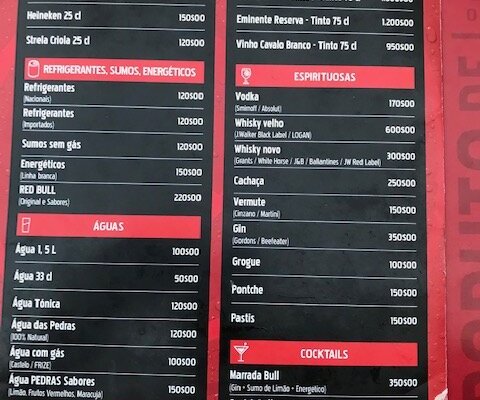 Heineken 25 cl 150$00
Strela Criola 25 cl 120$00
REFRIGERANTES, SUMOS, ENERGÉTICOS
Refrigerantes
(Nacionais) 120$00
Refrigerantes
(Importados) 120$00
Sumos sem gás 120$00
Energéticos
(Linha branca) 150$00
RED BULL
(Original e Sabores) 220$00
ÁGUAS
Água 1, 5 L 100$00
Água 33 cl 50$00
Água Tónica 120$00
Água das Pedras
(100% Natural) 120$00
Água com gás
(Castelo / FRIZE) 100$00
Água PEDRAS Sabores
(Limão, Frutos Vermelhos, Maracuja) 150$00
Eminente Reserva - Tinto 75 cl 1.200$00
Vinho Cavalo Branco - Tinto 75 cl 950$00
ESPIRITUOSAS
Vodka
(Smirnoff / Absolut) 170$00
Whisky velho
(J.Walker Black Label / LOGAN) 600$00
Whisky novo
(Grants / White Horse / J&B / Ballantines / JW Red Label) 300$00
Cachaça 250$00
Vermute
(Cinzano / Martini) 150$00
Gin
(Gordons / Beefeater) 350$00
Grogue 100$00
Pontche 150$00
Pastis 150$00
COCKTAILS
Marrada Bull
(Gin + Sumo de Limão + Energético) 350$00